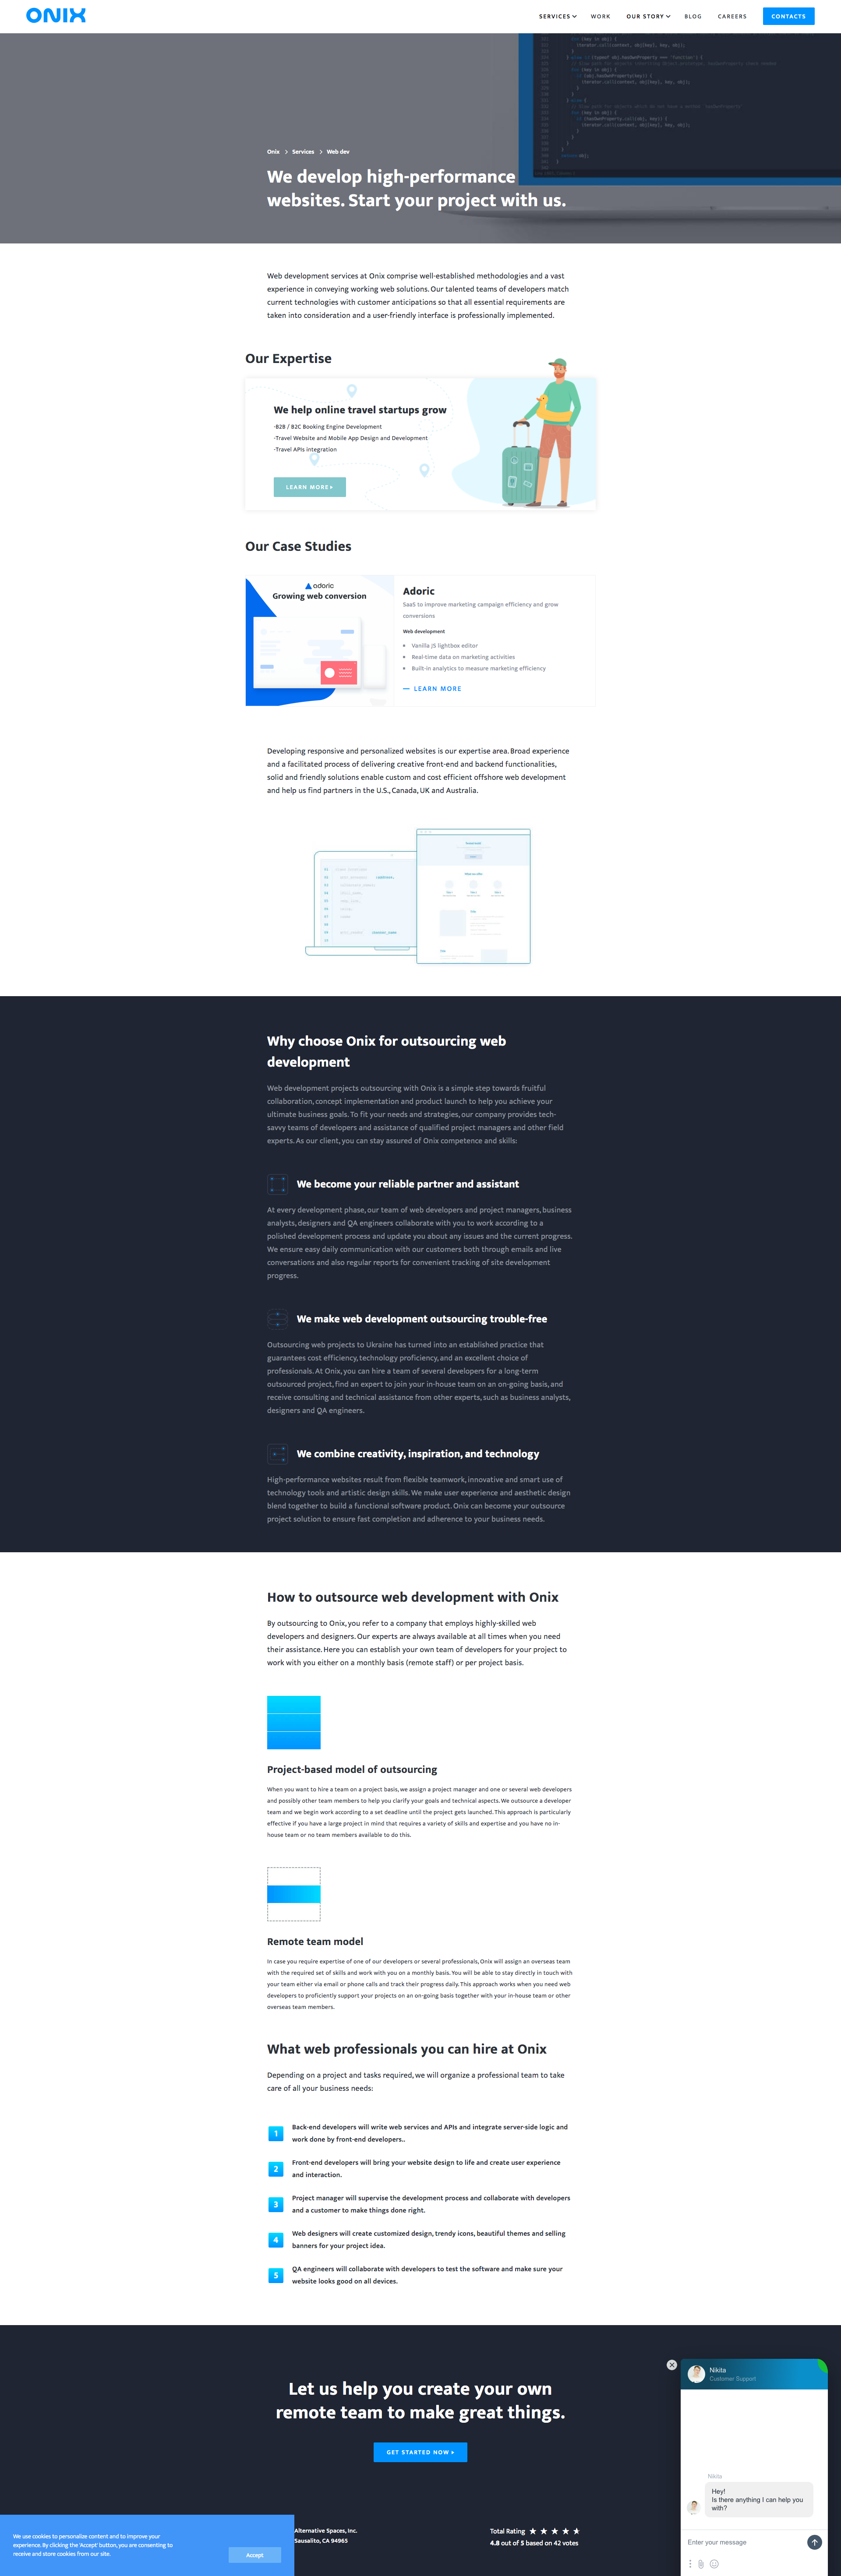 ONIX
SERVICES
WORK
OUR STORY
BLOG
CAREERS
CONTACTS
Onix > Services > Web dev
We develop high-performance
websites. Start your project with us.
Web development services at Onix comprise well-established methodologies and a vast
experience in conveying working web solutions. Our talented teams of developers match
current technologies with customer anticipations so that all essential requirements are
taken into consideration and a user-friendly interface is professionally implemented.
Our Expertise
We help online travel startups grow
-B2B / B2C Booking Engine Development
-Travel Website and Mobile App Design and Development
-Travel APIs integration
LEARN MORE »
Our Case Studies
adoric
Growing web conversion
Adoric
SaaS to improve marketing campaign efficiency and grow
conversions
Web development
• Vanilla JS lightbox editor
• Real-time data on marketing activities
• Built-in analytics to measure marketing efficiency
— LEARN MORE
Developing responsive and personalized websites is our expertise area. Broad experience
and a facilitated process of delivering creative front-end and backend functionalities,
solid and friendly solutions enable custom and cost efficient offshore web development
and help us find partners in the U.S., Canada, UK and Australia.
Why choose Onix for outsourcing web
development
Web development projects outsourcing with Onix is a simple step towards fruitful
collaboration, concept implementation and product launch to help you achieve your
ultimate business goals. To fit your needs and strategies, our company provides tech-
savvy teams of developers and assistance of qualified project managers and other field
experts. As our client, you can stay assured of Onix competence and skills:
We become your reliable partner and assistant
At every development phase, our team of web developers and project managers, business
analysts, designers and QA engineers collaborate with you to work according to a
polished development process and update you about any issues and the current progress.
We ensure easy daily communication with our customers both through emails and live
conversations and also regular reports for convenient tracking of site development
progress.
We make web development outsourcing trouble-free
Outsourcing web projects to Ukraine has turned into an established practice that
guarantees cost efficiency, technology proficiency, and an excellent choice of
professionals. At Onix, you can hire a team of several developers for a long-term
outsourced project, find an expert to join your in-house team on an on-going basis, and
receive consulting and technical assistance from other experts, such as business analysts,
designers and QA engineers.
We combine creativity, inspiration, and technology
High-performance websites result from flexible teamwork, innovative and smart use of
technology tools and artistic design skills. We make user experience and aesthetic design
blend together to build a functional software product. Onix can become your outsource
project solution to ensure fast completion and adherence to your business needs.
How to outsource web development with Onix
By outsourcing to Onix, you refer to a company that employs highly-skilled web
developers and designers. Our experts are always available at all times when you need
their assistance. Here you can establish your own team of developers for your project to
work with you either on a monthly basis (remote staff) or per project basis.
Project-based model of outsourcing
When you want to hire a team on a project basis, we assign a project manager and one or several web developers
and possibly other team members to help you clarify your goals and technical aspects. We outsource a developer
team and we begin work according to a set deadline until the project gets launched. This approach is particularly
effective if you have a large project in mind that requires a variety of skills and expertise and you have no in-
house team or no team members available to do this.
Remote team model
In case you require expertise of one of our developers or several professionals, Onix will assign an overseas team
with the required set of skills and work with you on a monthly basis. You will be able to stay directly in touch with
your team either via email or phone calls and track their progress daily. This approach works when you need web
developers to proficiently support your projects on an on-going basis together with your in-house team or other
overseas team members.
What web professionals you can hire at Onix
Depending on a project and tasks required, we will organize a professional team to take
care of all your business needs:
1 Back-end developers will write web services and APIs and integrate server-side logic and
work done by front-end developers..
2 Front-end developers will bring your website design to life and create user experience
and interaction.
3 Project manager will supervise the development process and collaborate with developers
and a customer to make things done right.
4 Web designers will create customized design, trendy icons, beautiful themes and selling
banners for your project idea.
5 QA engineers will collaborate with developers to test the software and make sure your
website looks good on all devices.
Let us help you create your own
remote team to make great things.
GET STARTED NOW »
Nikita
Customer Support
Nikita
Hey!
Is there anything I can help you
with?
Enter your message
We use cookies to personalize content and to improve your
experience. By clicking the 'Accept' button, you are consenting to
receive and store cookies from our site.
Accept
Alternative Spaces, Inc.
Sausalito, CA 94965
Total Rating
4.8 out of 5 based on 42 votes